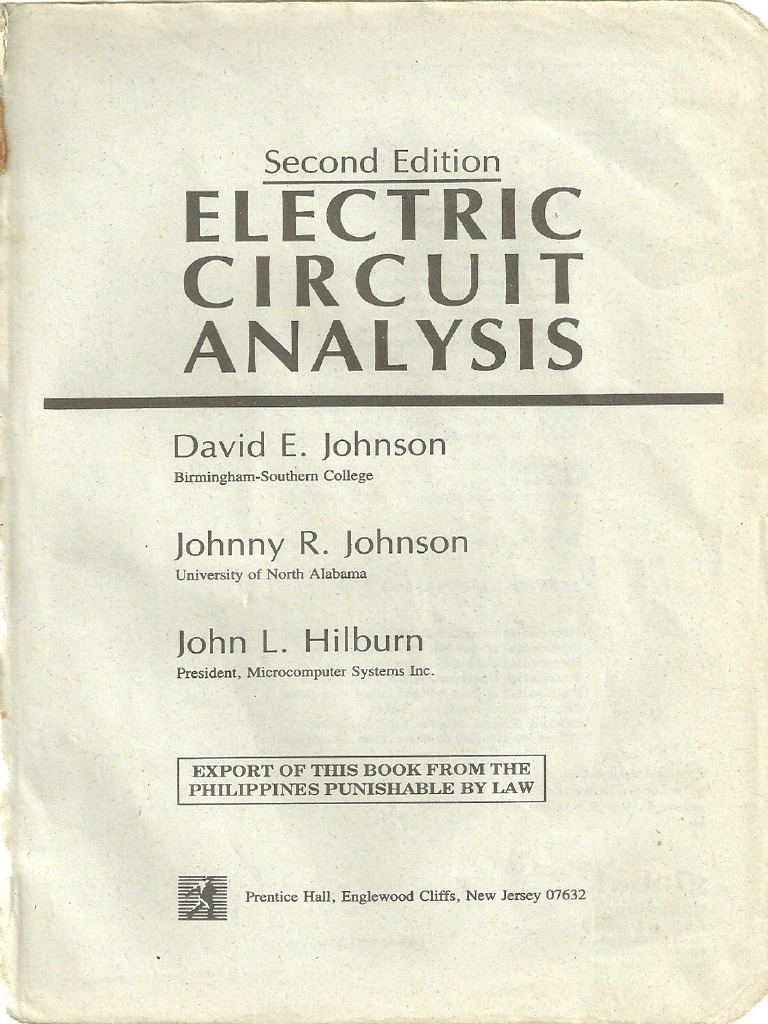 Second Edition
ELECTRIC
CIRCUIT
ANALYSIS
David E. Johnson
Birmingham-Southern College
Johnny R. Johnson
University of North Alabama
John L. Hilburn
President, Microcomputer Systems Inc.
EXPORT OF THIS BOOK FROM THE
PHILIPPINES PUNISHABLE BY LAW
Prentice Hall, Englewood Cliffs, New Jersey 07632